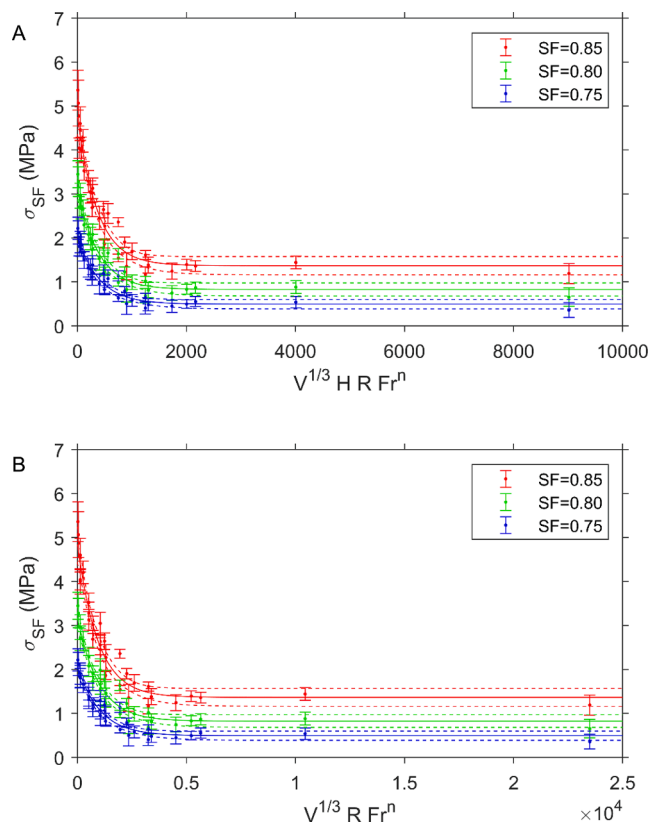 A
7
6
5
4
3
2
1
0
σSF (MPa)
SF=0.85
SF=0.80
SF=0.75
0 2000 4000 6000 8000 10000
V1/3 H R Frn
B
7
6
5
4
3
2
1
0
σSF (MPa)
SF=0.85
SF=0.80
SF=0.75
0 0.5 1 1.5 2 2.5
×104
V1/3 R Frn